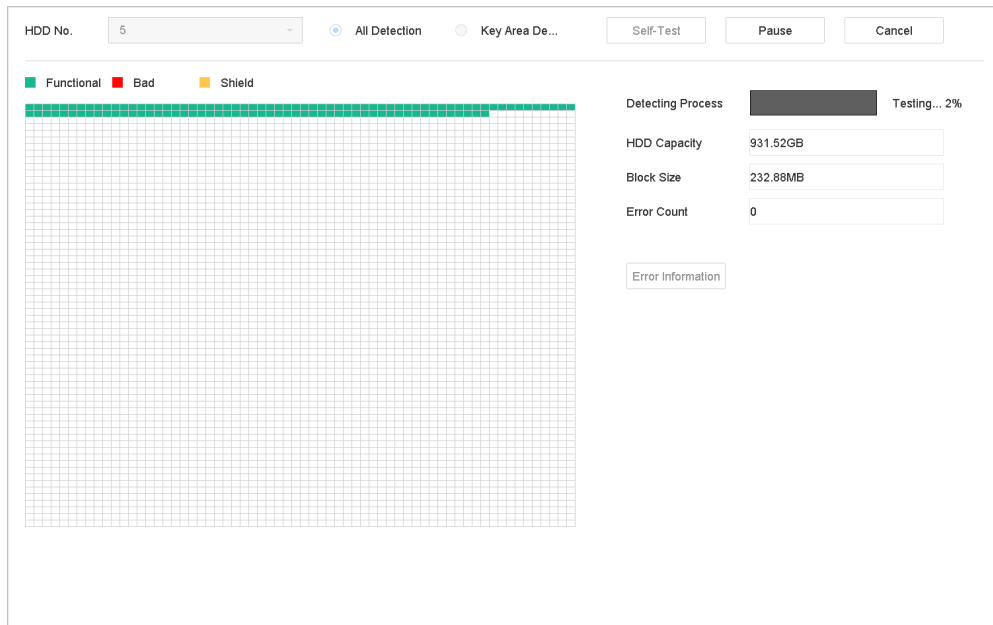 HDD No. 5 All Detection Key Area De... Self-Test Pause Cancel
Functional Bad Shield
Detecting Process Testing... 2%
HDD Capacity 931.52GB
Block Size 232.88MB
Error Count 0
Error Information